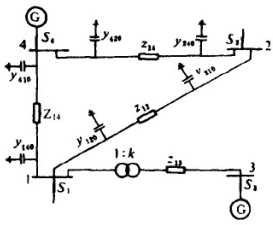 G
4
S₄
y₄₂₀
y₂₄₀
z₂₄
S₂
2
y₄₁₀
y₂₁₀
Z₁₄
z₁₂
y₁₂₀
y₁₄₀
1:k
z₁₃
3
1
S₁
S₃
G